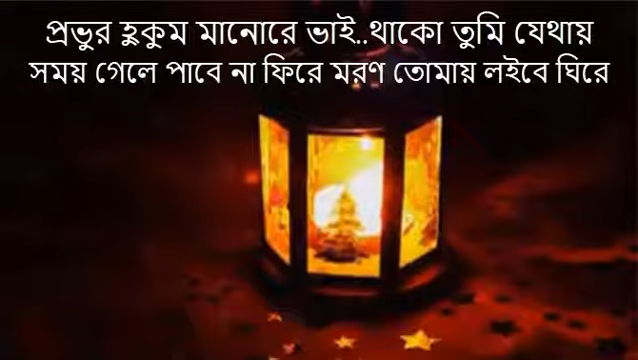 প্রভুর হুকুম মানোরে ভাই..থাকো তুমি যেথায়
সময় গেলে পাবে না ফিরে মরণ তোমায় লইবে ঘিরে